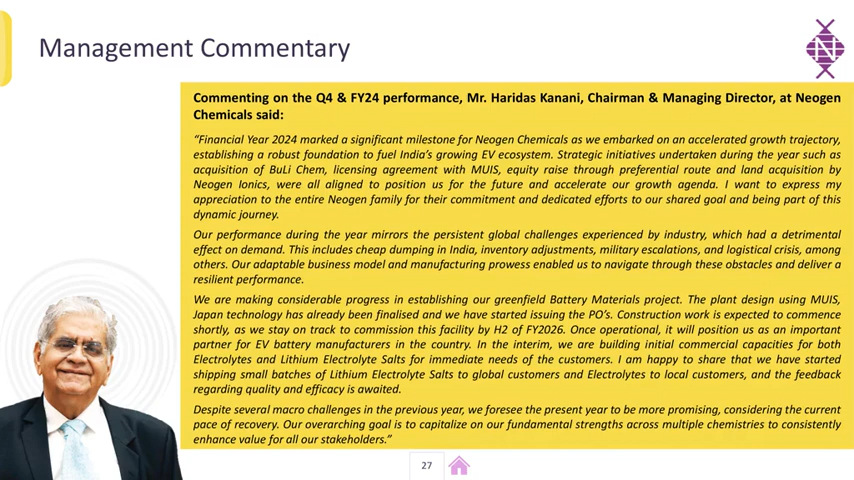 Management Commentary
N
Commenting on the Q4 & FY24 performance, Mr. Haridas Kanani, Chairman & Managing Director, at Neogen
Chemicals said:
“Financial Year 2024 marked a significant milestone for Neogen Chemicals as we embarked on an accelerated growth trajectory,
establishing a robust foundation to fuel India’s growing EV ecosystem. Strategic initiatives undertaken during the year such as
acquisition of BuLi Chem, licensing agreement with MUIS, equity raise through preferential route and land acquisition by
Neogen Ionics, were all aligned to position us for the future and accelerate our growth agenda. I want to express my
appreciation to the entire Neogen family for their commitment and dedicated efforts to our shared goal and being part of this
dynamic journey.
Our performance during the year mirrors the persistent global challenges experienced by industry, which had a detrimental
effect on demand. This includes cheap dumping in India, inventory adjustments, military escalations, and logistical crisis, among
others. Our adaptable business model and manufacturing prowess enabled us to navigate through these obstacles and deliver a
resilient performance.
We are making considerable progress in establishing our greenfield Battery Materials project. The plant design using MUIS,
Japan technology has already been finalised and we have started issuing the PO’s. Construction work is expected to commence
shortly, as we stay on track to commission this facility by H2 of FY2026. Once operational, it will position us as an important
partner for EV battery manufacturers in the country. In the interim, we are building initial commercial capacities for both
Electrolytes and Lithium Electrolyte Salts for immediate needs of the customers. I am happy to share that we have started
shipping small batches of Lithium Electrolyte Salts to global customers and Electrolytes to local customers, and the feedback
regarding quality and efficacy is awaited.
Despite several macro challenges in the previous year, we foresee the present year to be more promising, considering the current
pace of recovery. Our overarching goal is to capitalize on our fundamental strengths across multiple chemistries to consistently
enhance value for all our stakeholders.”
27